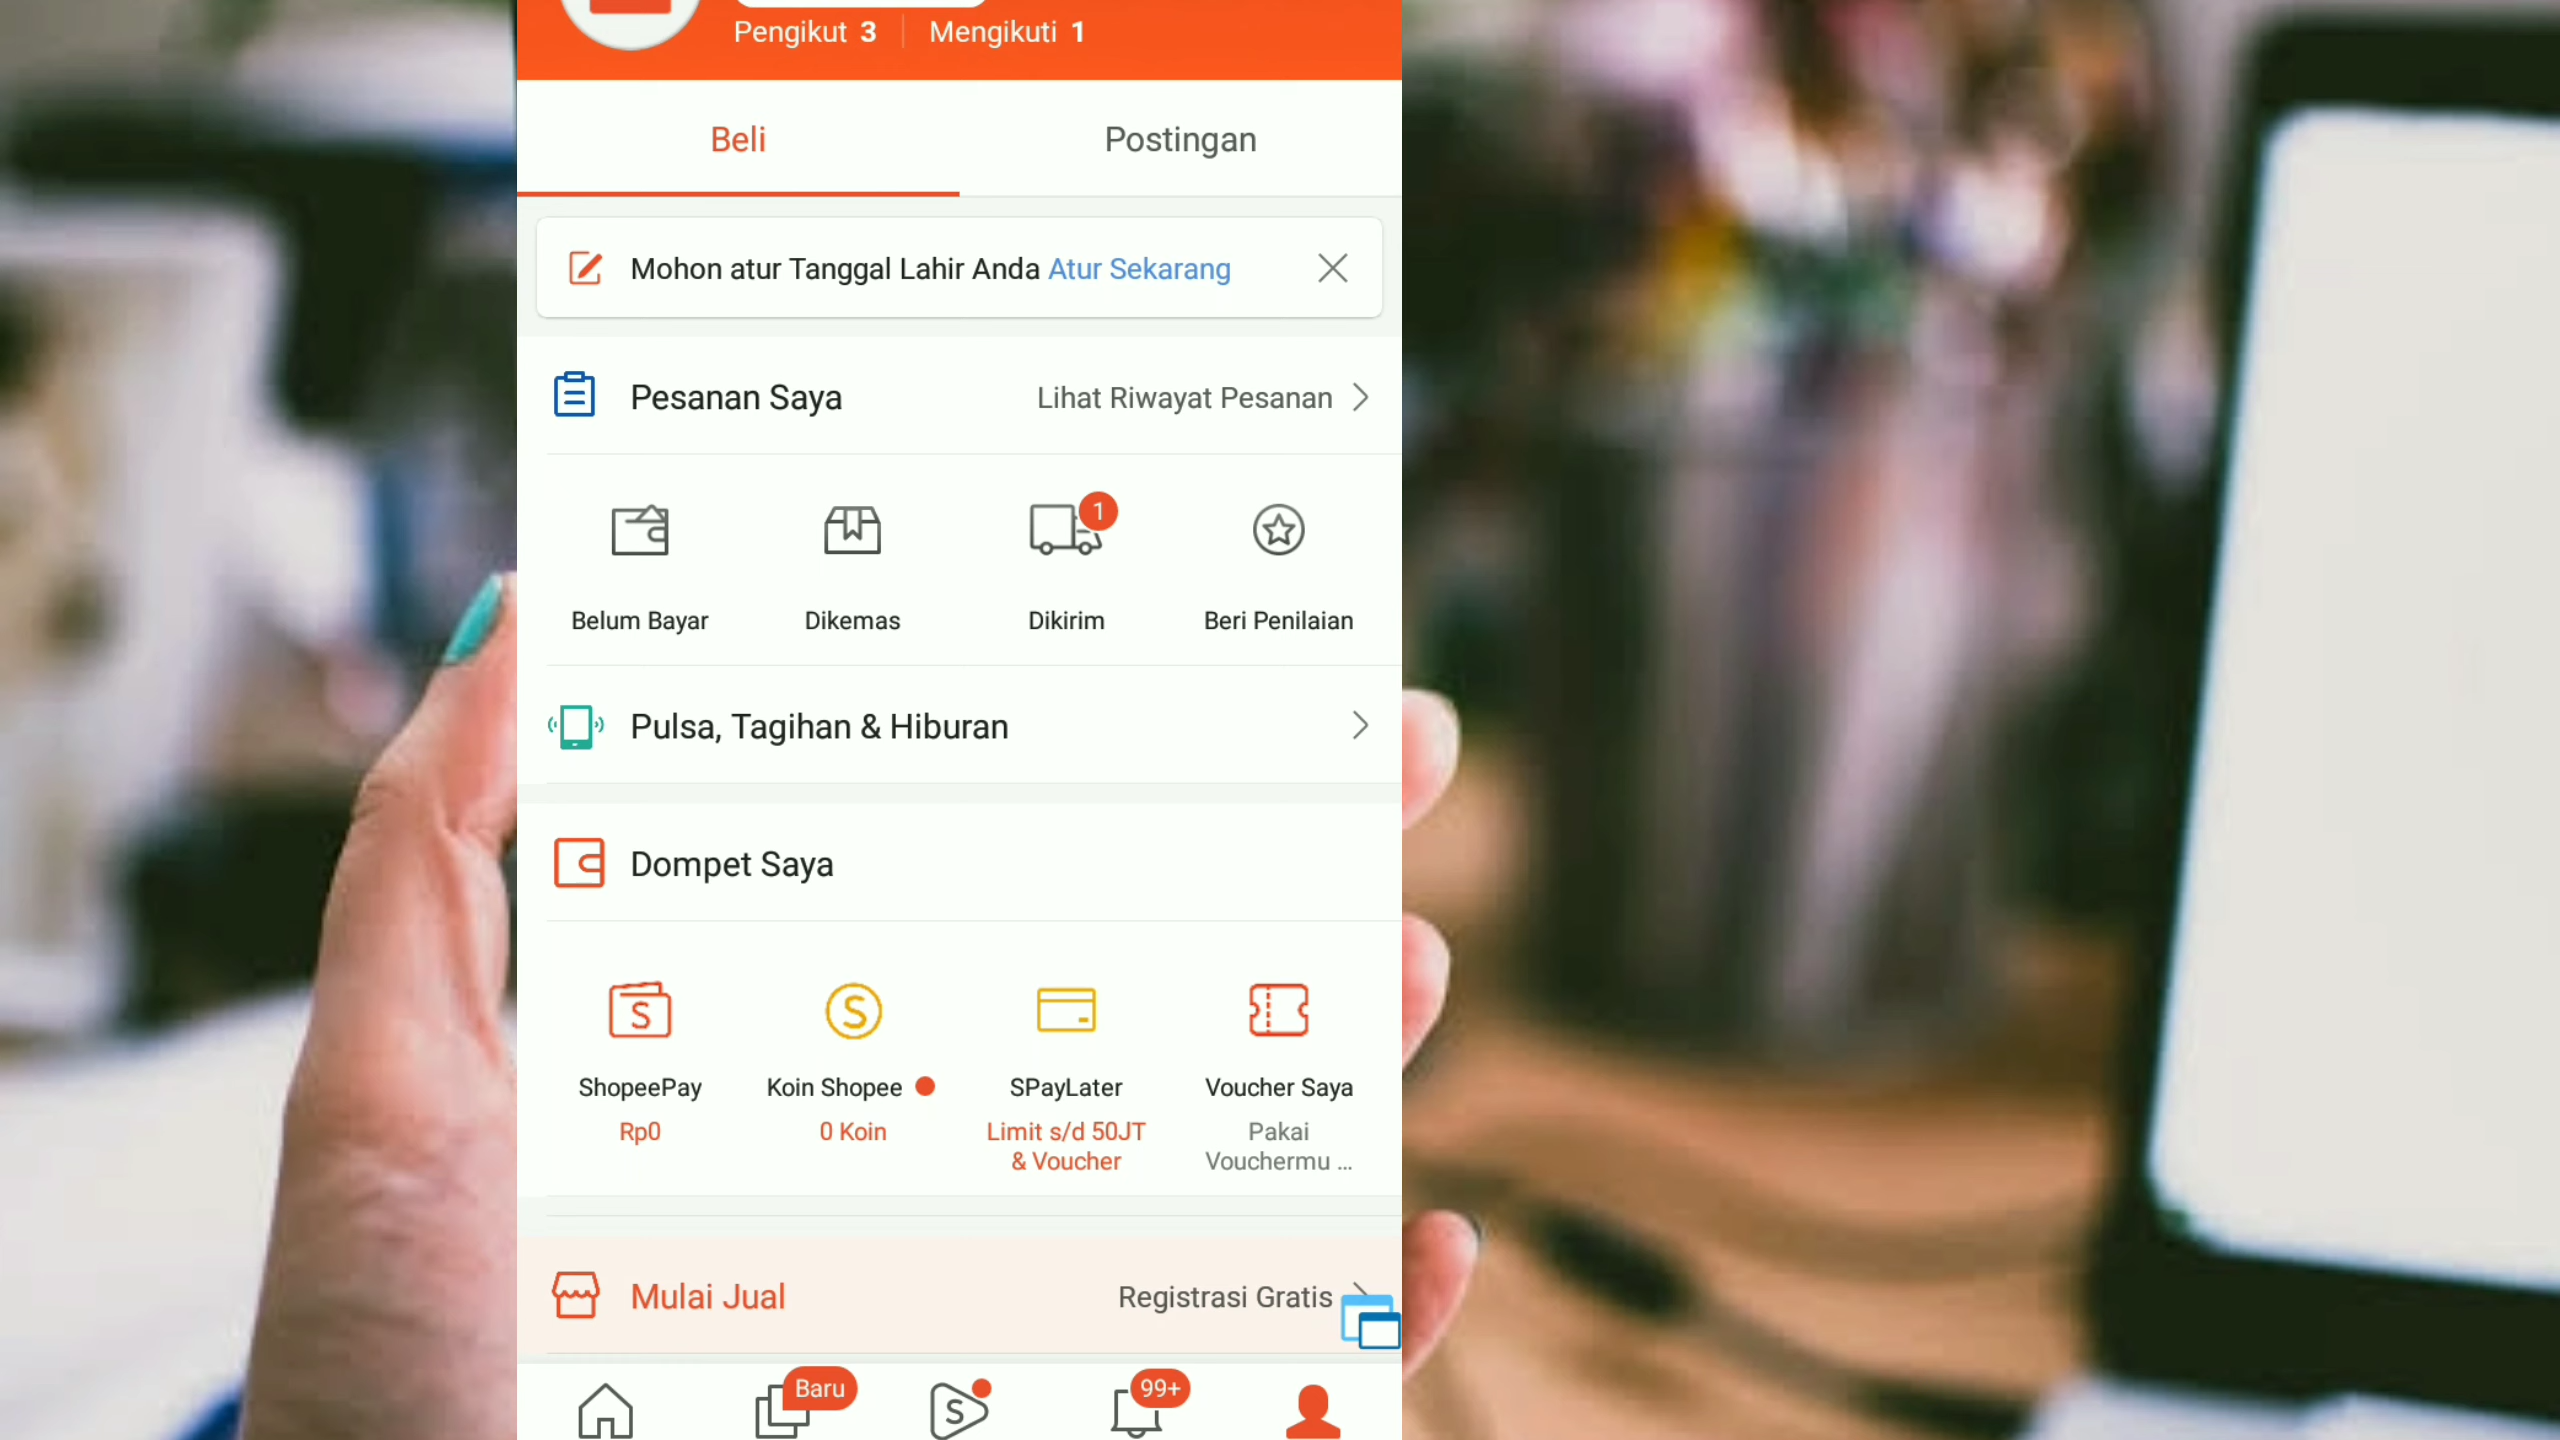 Pengikut 3 Mengikuti 1
Beli Postingan
Mohon atur Tanggal Lahir Anda Atur Sekarang
Pesanan Saya Lihat Riwayat Pesanan
1
Belum Bayar Dikemas Dikirim Beri Penilaian
Pulsa, Tagihan & Hiburan
Dompet Saya
S S
ShopeePay Koin Shopee SPayLater Voucher Saya
Rp0 0 Koin Limit s/d 50JT Pakai
& Voucher Vouchermu ...
Mulai Jual Registrasi Gratis
Baru 99+
S